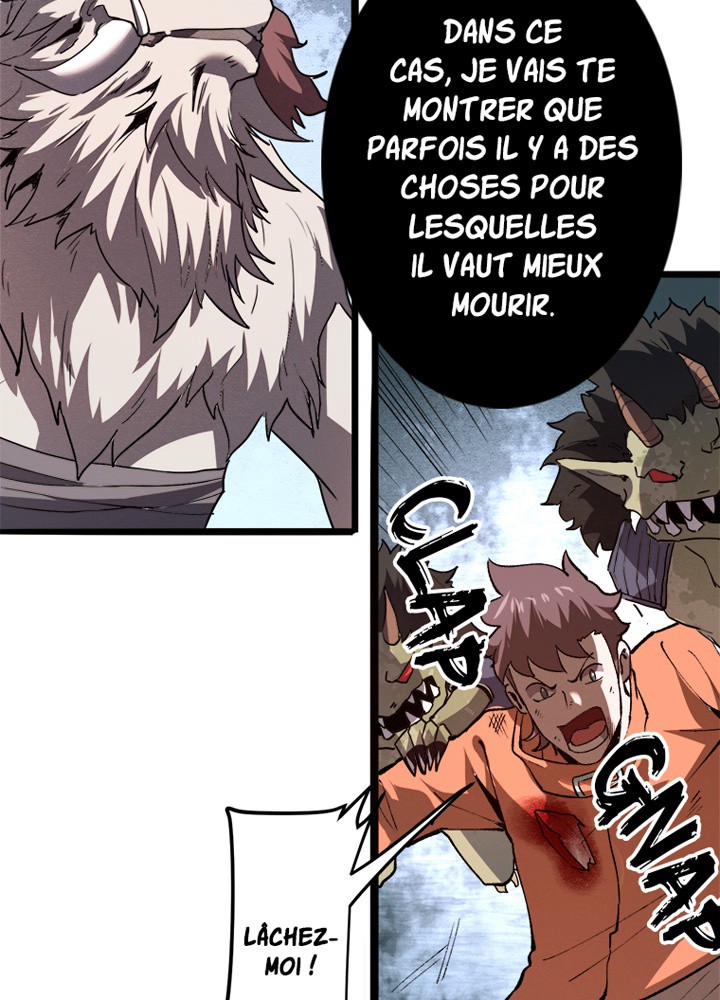 DANS CE
CAS, JE VAIS TE
MONTRER QUE
PARFOIS IL Y A DES
CHOSES POUR
LESQUELLES
IL VAUT MIEUX
MOURIR.
CLAP
GNAP
LÂCHEZ-
MOI !